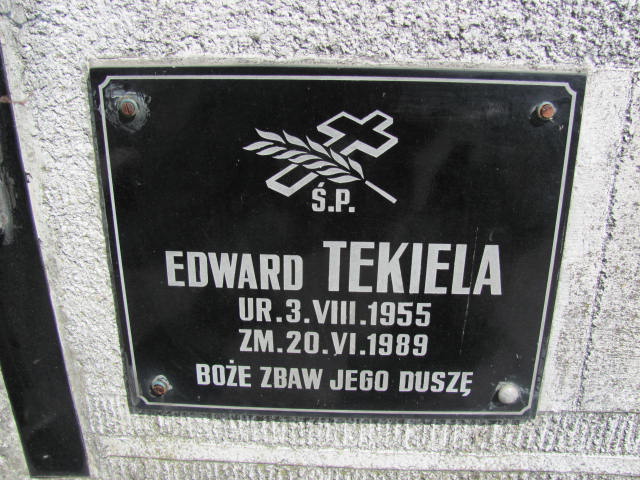 Ś.P.
EDWARD TEKIELA
UR.3.VIII.1955
ZM.20.VI.1989
BOŻE ZBAW JEGO DUSZĘ